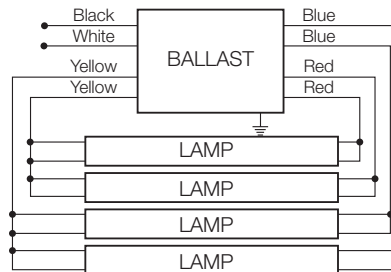 Black Blue
White Blue
BALLAST
Yellow Red
Yellow Red
LAMP
LAMP
LAMP
LAMP